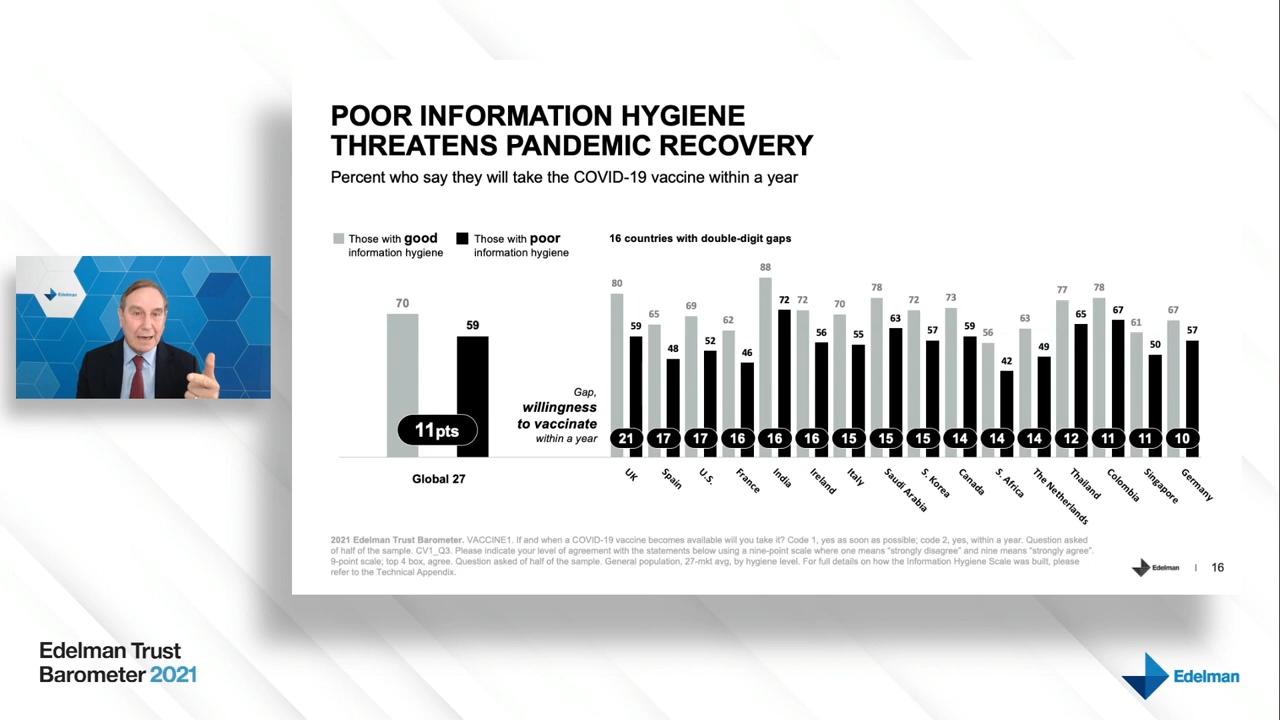 POOR INFORMATION HYGIENE
THREATENS PANDEMIC RECOVERY
Percent who say they will take the COVID-19 vaccine within a year
Those with good
information hygiene
Those with poor
information hygiene
16 countries with double-digit gaps
70
59
11pts
Global 27
Gap,
willingness
to vaccinate
within a year
80 59 65 48 69 52 62 46 88 72 72 56 70 55 78 63 72 57 73 59 56 42 63 49 77 65 78 67 61 50 67 57
21 17 17 16 16 16 15 15 15 14 14 14 12 11 11 10
UK Spain U.S. France India Ireland Italy Saudi Arabia S. Korea Canada S. Africa The Netherlands Thailand Colombia Singapore Germany
2021 Edelman Trust Barometer. VACCINE1. If and when a COVID-19 vaccine becomes available will you take it? Code 1, yes as soon as possible; code 2, yes, within a year. Question asked
of half of the sample. CV1_Q3. Please indicate your level of agreement with the statements below using a nine-point scale where one means “strongly disagree” and nine means “strongly agree”.
9-point scale; top 4 box, agree. Question asked of half of the sample. General population, 27-mkt avg, by hygiene level. For full details on how the Information Hygiene Scale was built, please
refer to the Technical Appendix.
Edelman | 16
Edelman
Edelman Trust
Barometer 2021
Edelman